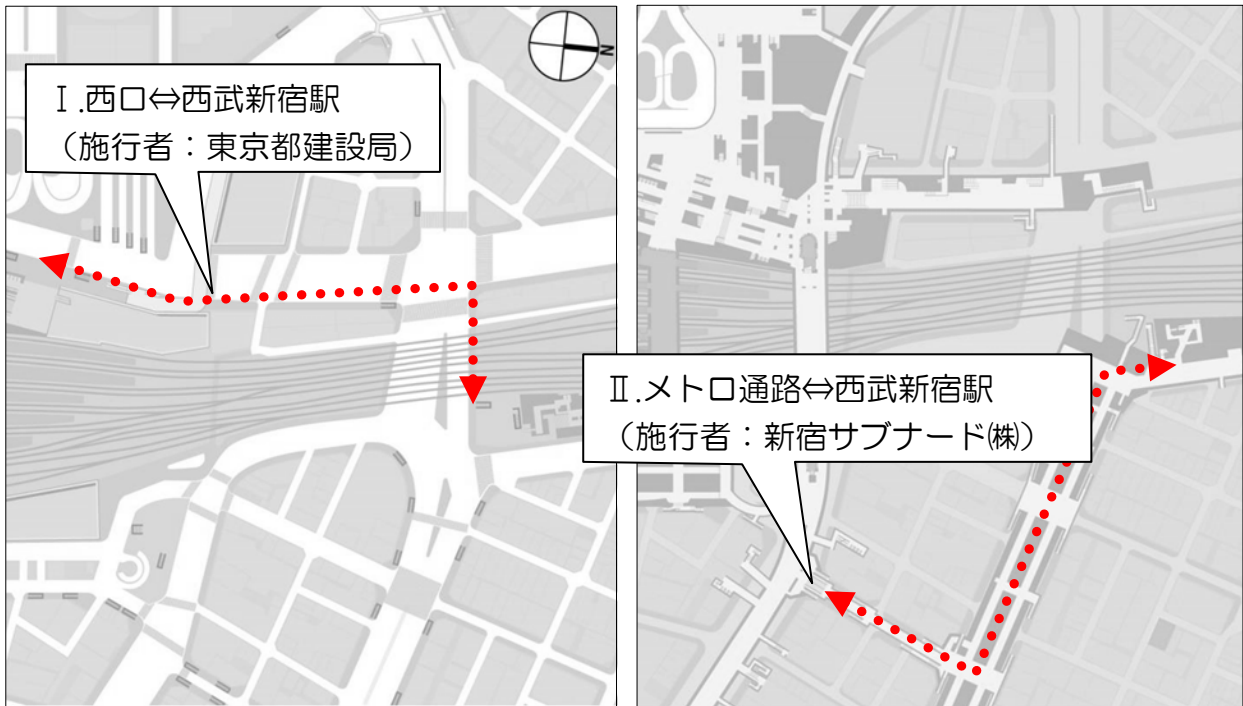 N
Ⅰ.西口⇔西武新宿駅
（施行者：東京都建設局）
Ⅱ.メトロ通路⇔西武新宿駅
（施行者：新宿サブナード㈱）